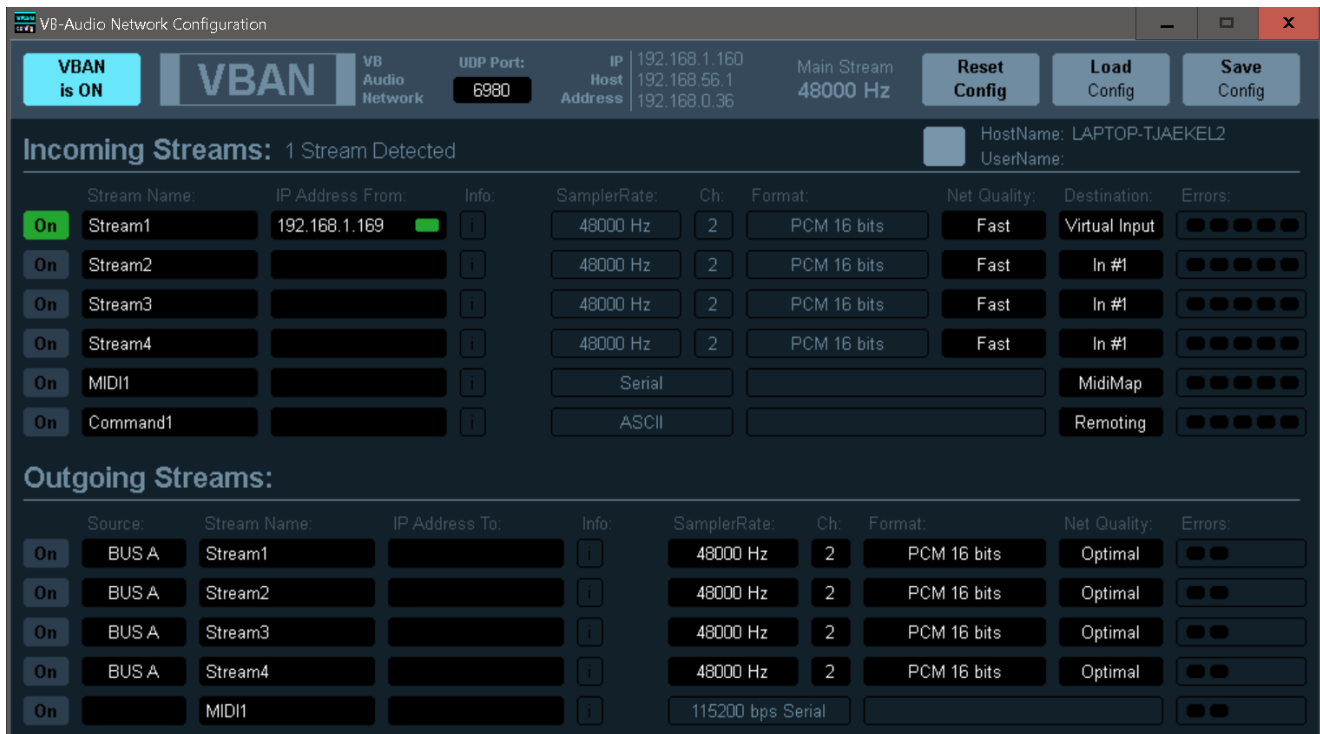 VB-Audio Network Configuration
VBAN is ON
VBAN
VB Audio Network
UDP Port:
6980
IP Host Address
192.168.1.160
192.168.56.1
192.168.0.36
Main Stream
48000 Hz
Reset Config
Load Config
Save Config
Incoming Streams: 1 Stream Detected
HostName: LAPTOP-TJAEKEL2
UserName:
Stream Name: IP Address From: Info: SamplerRate: Ch: Format: Net Quality: Destination: Errors:
On Stream1 192.168.1.169 i 48000 Hz 2 PCM 16 bits Fast Virtual Input
On Stream2 i 48000 Hz 2 PCM 16 bits Fast In #1
On Stream3 i 48000 Hz 2 PCM 16 bits Fast In #1
On Stream4 i 48000 Hz 2 PCM 16 bits Fast In #1
On MIDI1 i Serial MidiMap
On Command1 i ASCII Remoting
Outgoing Streams:
Source: Stream Name: IP Address To: Info: SamplerRate: Ch: Format: Net Quality: Errors:
On BUS A Stream1 i 48000 Hz 2 PCM 16 bits Optimal
On BUS A Stream2 i 48000 Hz 2 PCM 16 bits Optimal
On BUS A Stream3 i 48000 Hz 2 PCM 16 bits Optimal
On BUS A Stream4 i 48000 Hz 2 PCM 16 bits Optimal
On MIDI1 i 115200 bps Serial